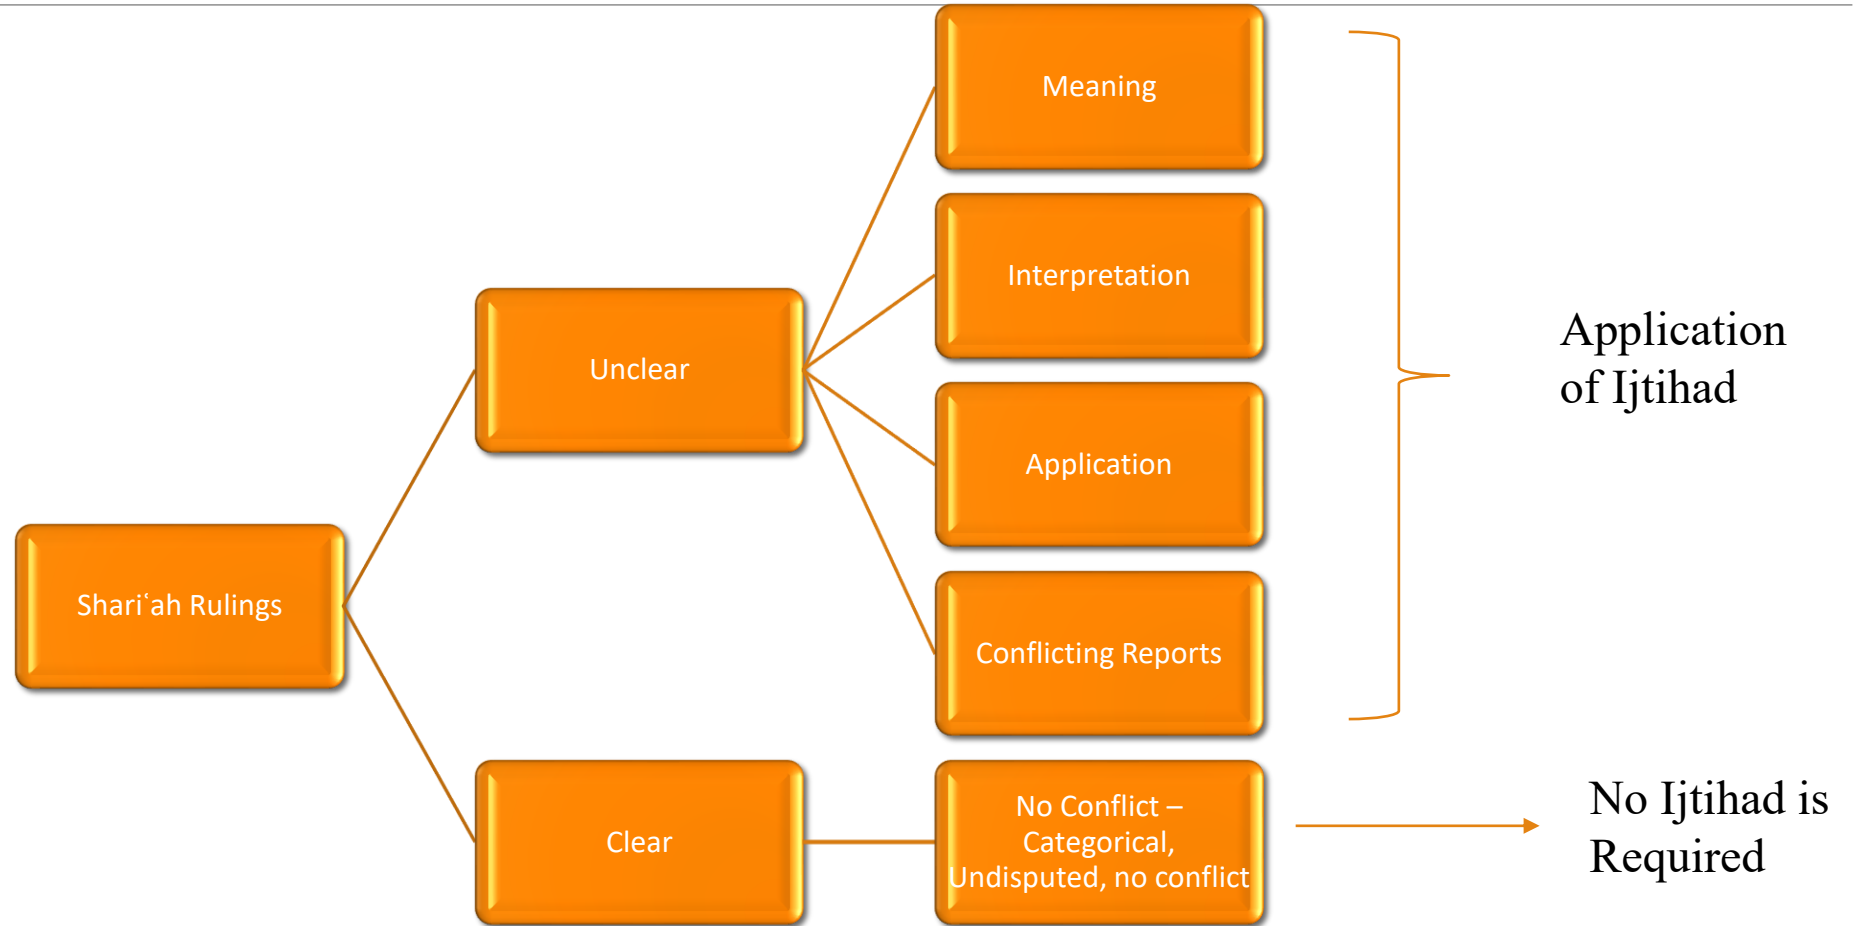 Meaning
Interpretation
Unclear
Application
of Ijtihad
Application
Shariʿah Rulings
Conflicting Reports
Clear
No Conflict –
Categorical,
Undisputed, no conflict
No Ijtihad is
Required